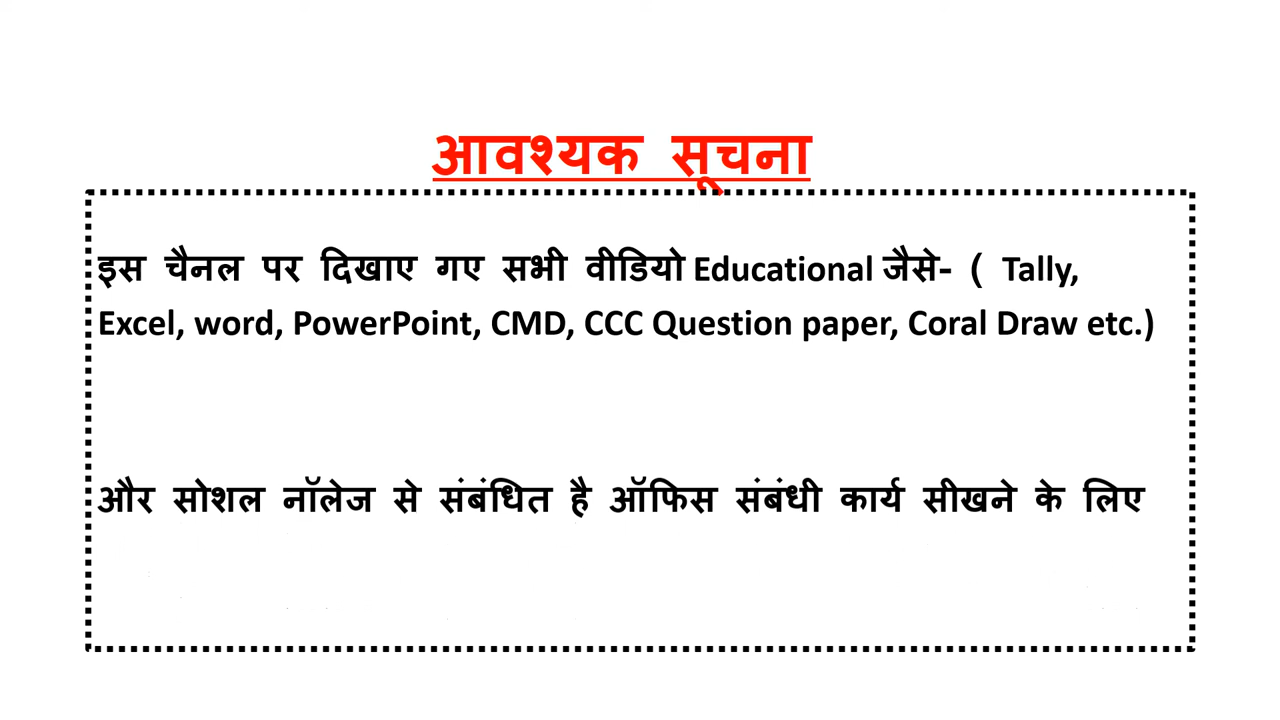 आवश्यक सूचना
इस चैनल पर दिखाए गए सभी वीडियो Educational जैसे- ( Tally,
Excel, word, PowerPoint, CMD, CCC Question paper, Coral Draw etc.)
और सोशल नॉलेज से संबंधित है ऑफिस संबंधी कार्य सीखने के लिए